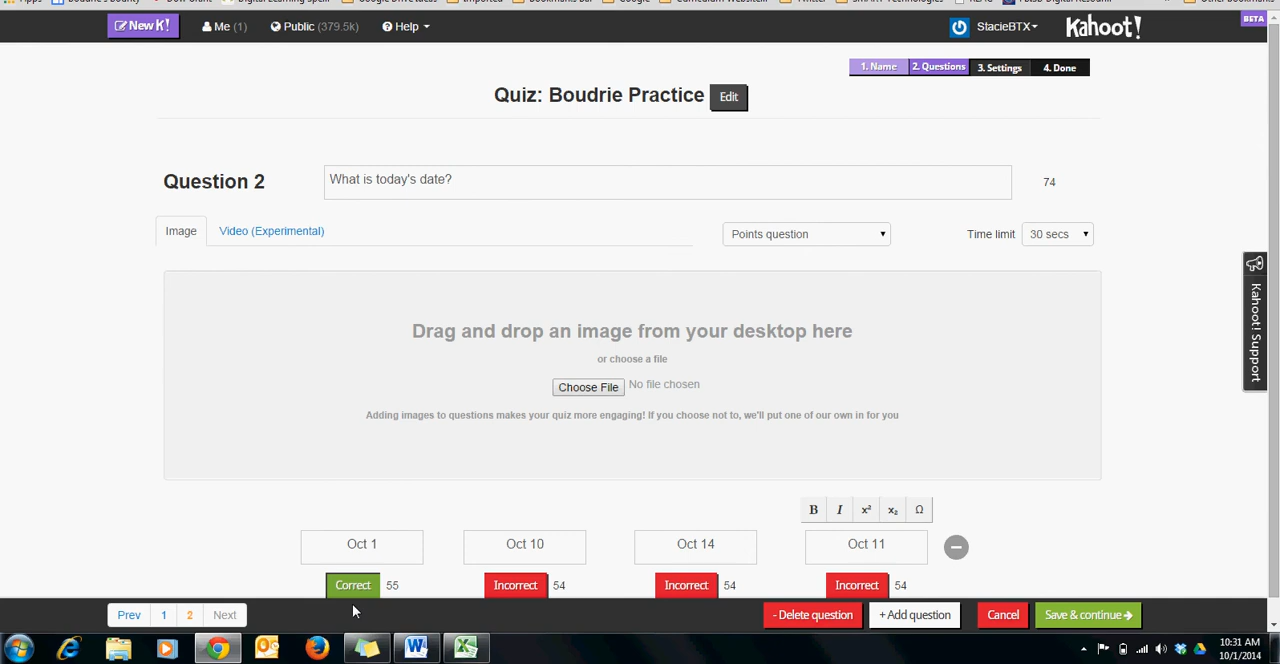 Apps
New K!
Me (1)
Public (379.5k)
Help
StacieBTX
Kahoot!
BETA
1. Name
2. Questions
3. Settings
4. Done
Quiz: Boudrie Practice
Edit
Question 2
What is today's date?
74
Image
Video (Experimental)
Points question
Time limit
30 secs
Drag and drop an image from your desktop here
or choose a file
Choose File
No file chosen
Adding images to questions makes your quiz more engaging! If you choose not to, we'll put one of our own in for you
Kahoot! Support
B
I
x²
x₂
Ω
Oct 1
Oct 10
Oct 14
Oct 11
Correct
55
Incorrect
54
Incorrect
54
Incorrect
54
Prev
1
2
Next
- Delete question
+ Add question
Cancel
Save & continue
10:31 AM
10/1/2014